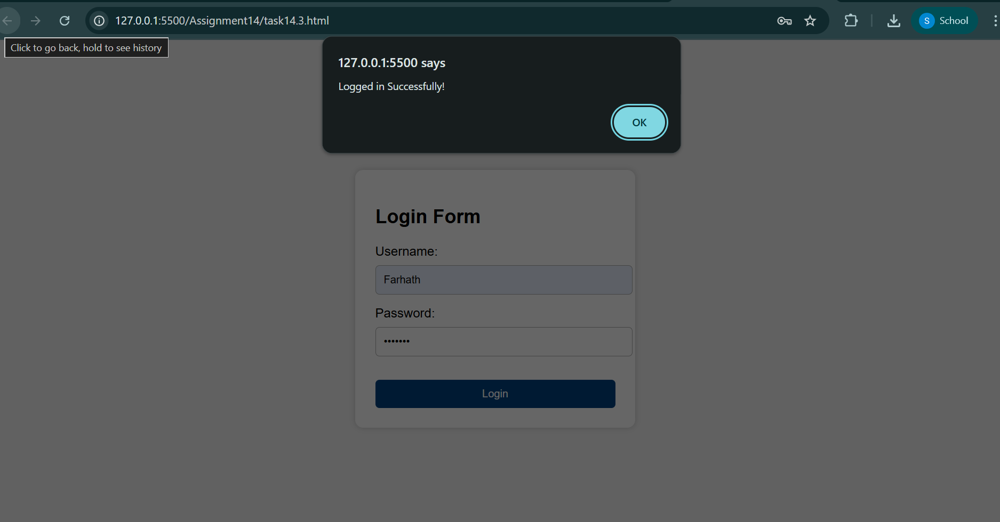 127.0.0.1:5500/Assignment14/task14.3.html
S School
Click to go back, hold to see history
127.0.0.1:5500 says
Logged in Successfully!
OK
Login Form
Username:
Farhath
Password:
•••••••
Login